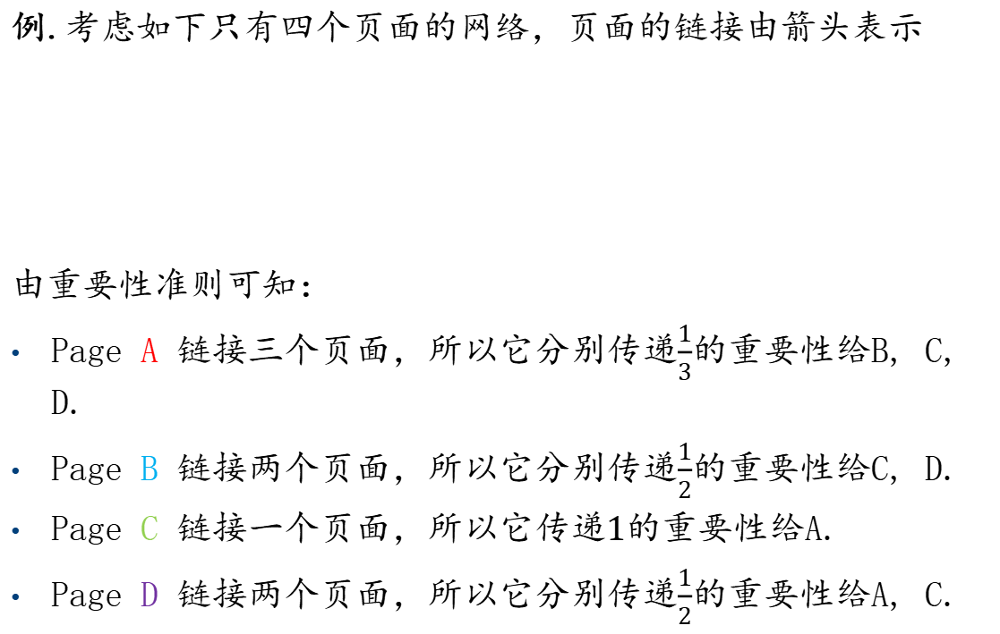 例. 考虑如下只有四个页面的网络，页面的链接由箭头表示
由重要性准则可知：
• Page A 链接三个页面，所以它分别传递1/3的重要性给B, C,
D.
• Page B 链接两个页面，所以它分别传递1/2的重要性给C, D.
• Page C 链接一个页面，所以它传递1的重要性给A.
• Page D 链接两个页面，所以它分别传递1/2的重要性给A, C.